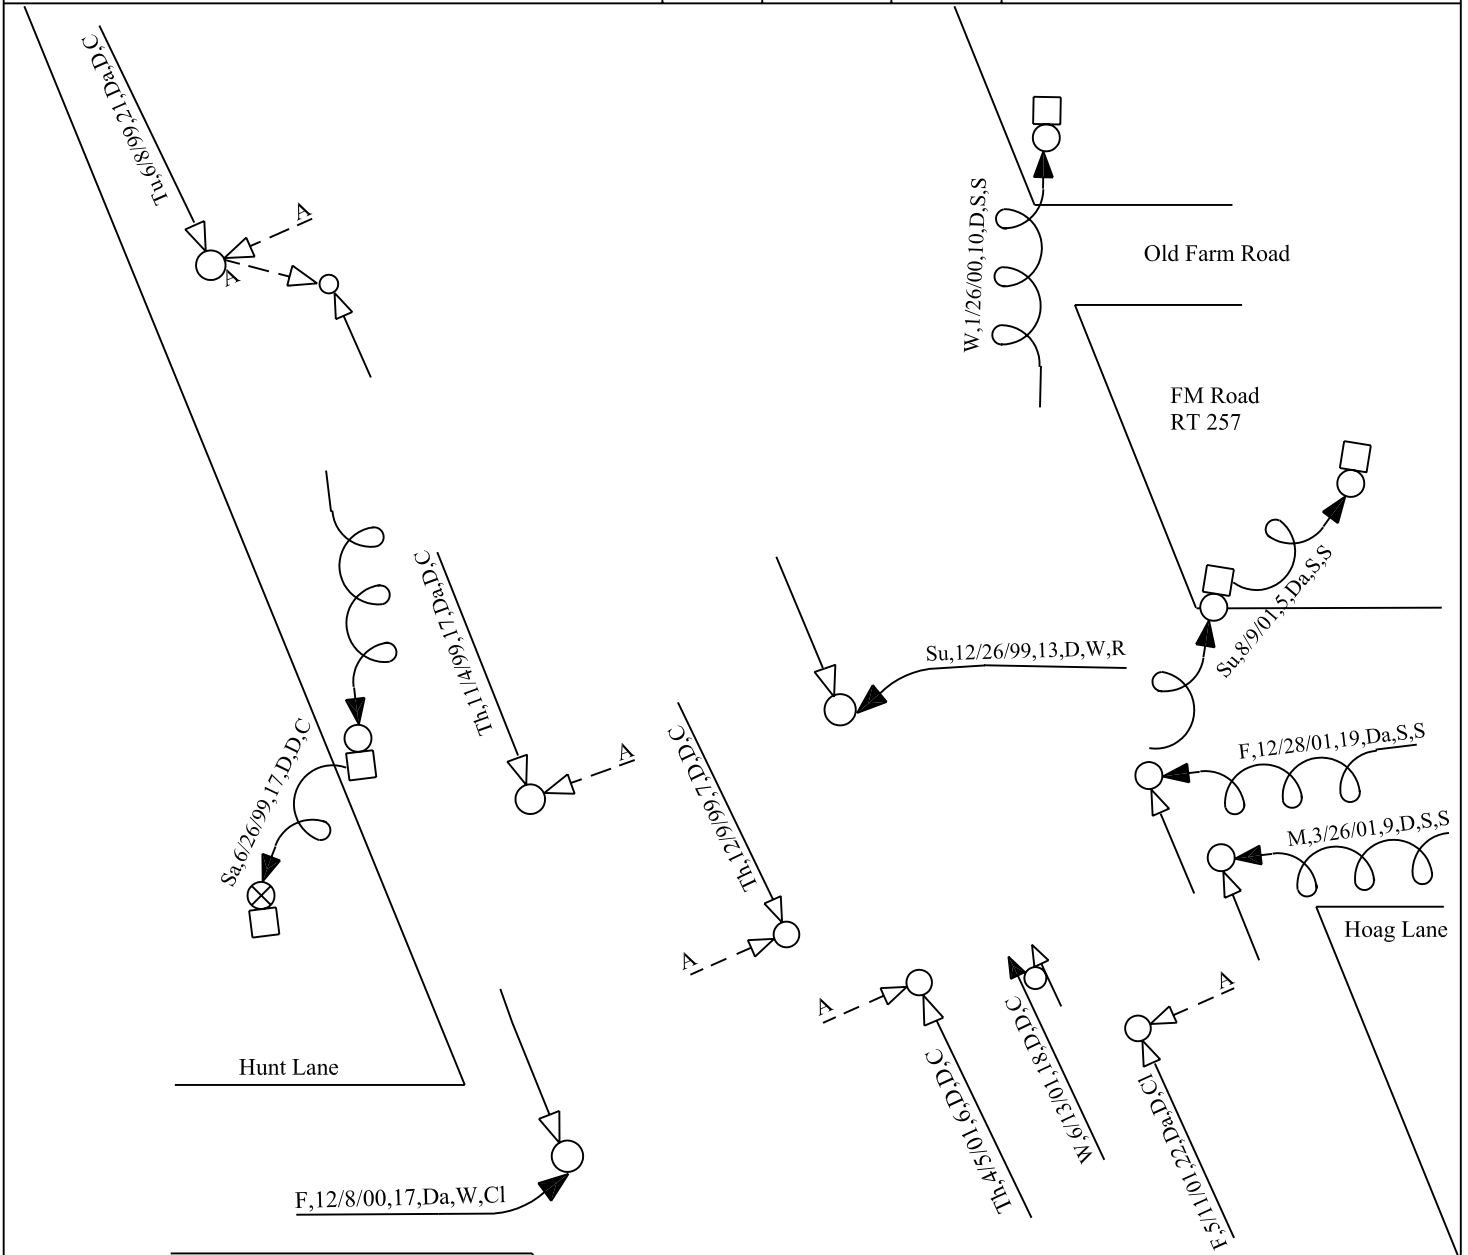 Tu,6/8/99,21,Da,D,C
A
A
W,1/26/00,10,D,S,S
Old Farm Road
FM Road
RT 257
Th,11/4/99,17,Da,D,C
A
Su,12/26/99,13,D,W,R
Su,8/9/01,5,Da,S,S
F,12/28/01,19,Da,S,S
Sa,6/26/99,17,D,D,C
Th,12/9/99,7,D,D,C
A
M,3/26/01,9,D,S,S
Hoag Lane
A
Th,4/5/01,6,D,D,C
W,6/13/01,18,D,D,C
A
F,5/11/01,22,Da,D,Cl
Hunt Lane
F,12/8/00,17,Da,W,Cl